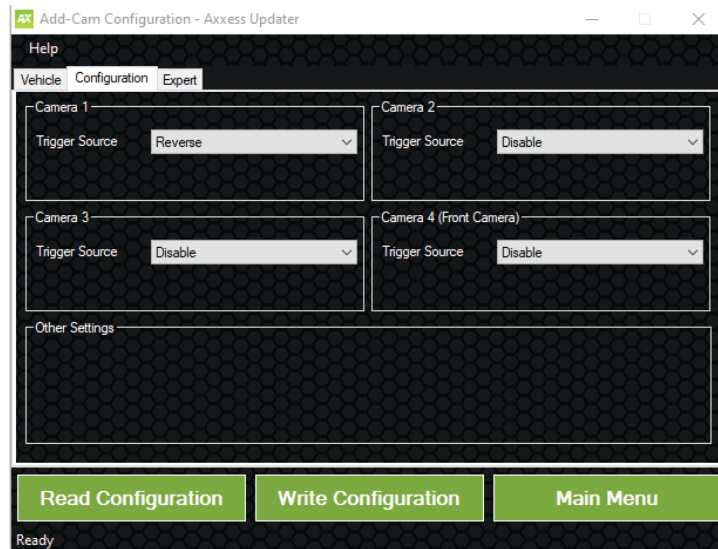 AX Add-Cam Configuration - Axxess Updater
Help
Vehicle Configuration Expert
Camera 1
Trigger Source Reverse
Camera 2
Trigger Source Disable
Camera 3
Trigger Source Disable
Camera 4 (Front Camera)
Trigger Source Disable
Other Settings
Read Configuration Write Configuration Main Menu
Ready